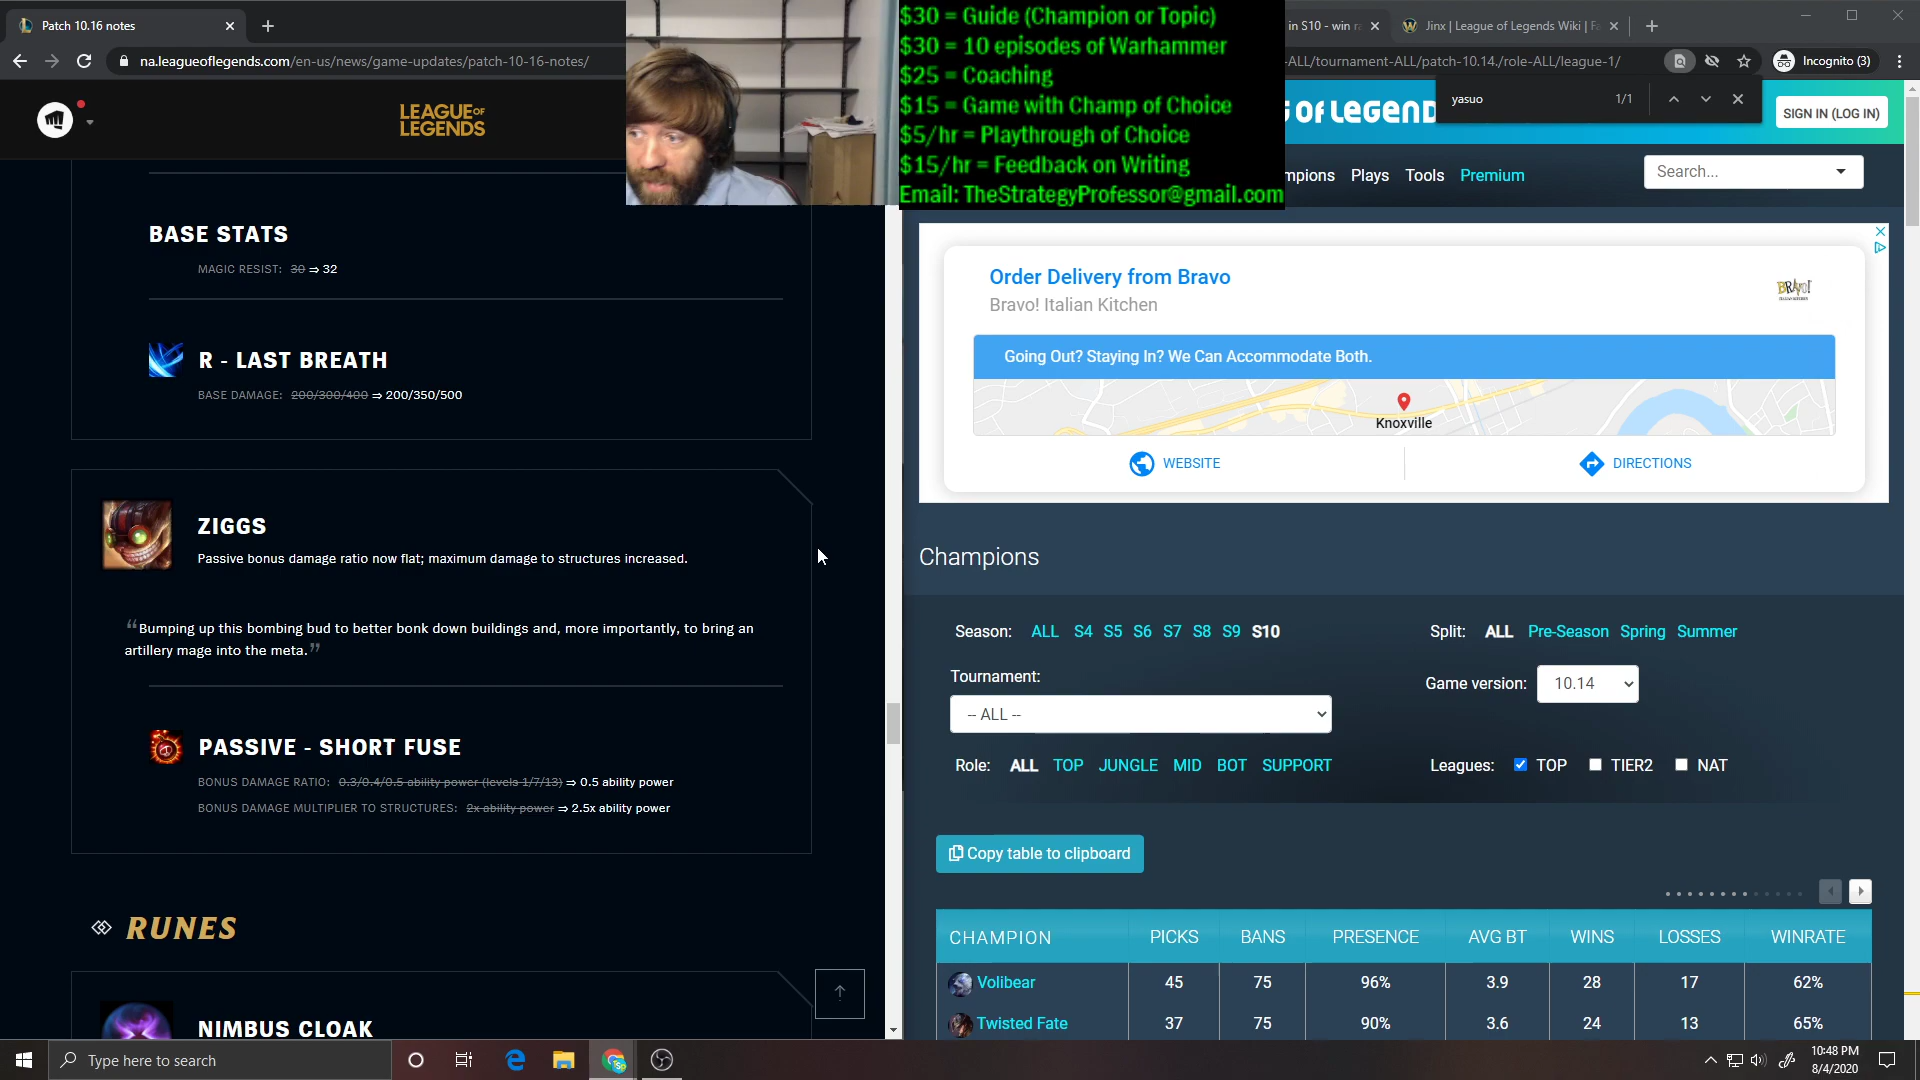 Patch 10.16 notes
in S10 - win r
Jinx | League of Legends Wiki | Fa
na.leagueoflegends.com/en-us/news/game-updates/patch-10-16-notes/
-ALL/tournament-ALL/patch-10.14./role-ALL/league-1/
Incognito (3)
$30 = Guide (Champion or Topic)
$30 = 10 episodes of Warhammer
$25 = Coaching
$15 = Game with Champ of Choice
$5/hr = Playthrough of Choice
$15/hr = Feedback on Writing
Email: TheStrategyProfessor@gmail.com
LEAGUE OF
LEGENDS
yasuo 1/1
OF LEGEND
SIGN IN (LOG IN)
mpions Plays Tools Premium
Search...
BASE STATS
MAGIC RESIST: 30 ⇒ 32
R - LAST BREATH
BASE DAMAGE: 200/300/400 ⇒ 200/350/500
ZIGGS
Passive bonus damage ratio now flat; maximum damage to structures increased.
“Bumping up this bombing bud to better bonk down buildings and, more importantly, to bring an
artillery mage into the meta.”
PASSIVE - SHORT FUSE
BONUS DAMAGE RATIO: 0.3/0.4/0.5 ability power (levels 1/7/13) ⇒ 0.5 ability power
BONUS DAMAGE MULTIPLIER TO STRUCTURES: 2x ability power ⇒ 2.5x ability power
RUNES
NIMBUS CLOAK
Order Delivery from Bravo
Bravo! Italian Kitchen
BRAVO!
Going Out? Staying In? We Can Accommodate Both.
Knoxville
WEBSITE DIRECTIONS
Champions
Season: ALL S4 S5 S6 S7 S8 S9 S10
Split: ALL Pre-Season Spring Summer
Tournament:
-- ALL --
Game version: 10.14
Role: ALL TOP JUNGLE MID BOT SUPPORT
Leagues: TOP TIER2 NAT
Copy table to clipboard
CHAMPION PICKS BANS PRESENCE AVG BT WINS LOSSES WINRATE
Volibear 45 75 96% 3.9 28 17 62%
Twisted Fate 37 75 90% 3.6 24 13 65%
Type here to search
10:48 PM
8/4/2020